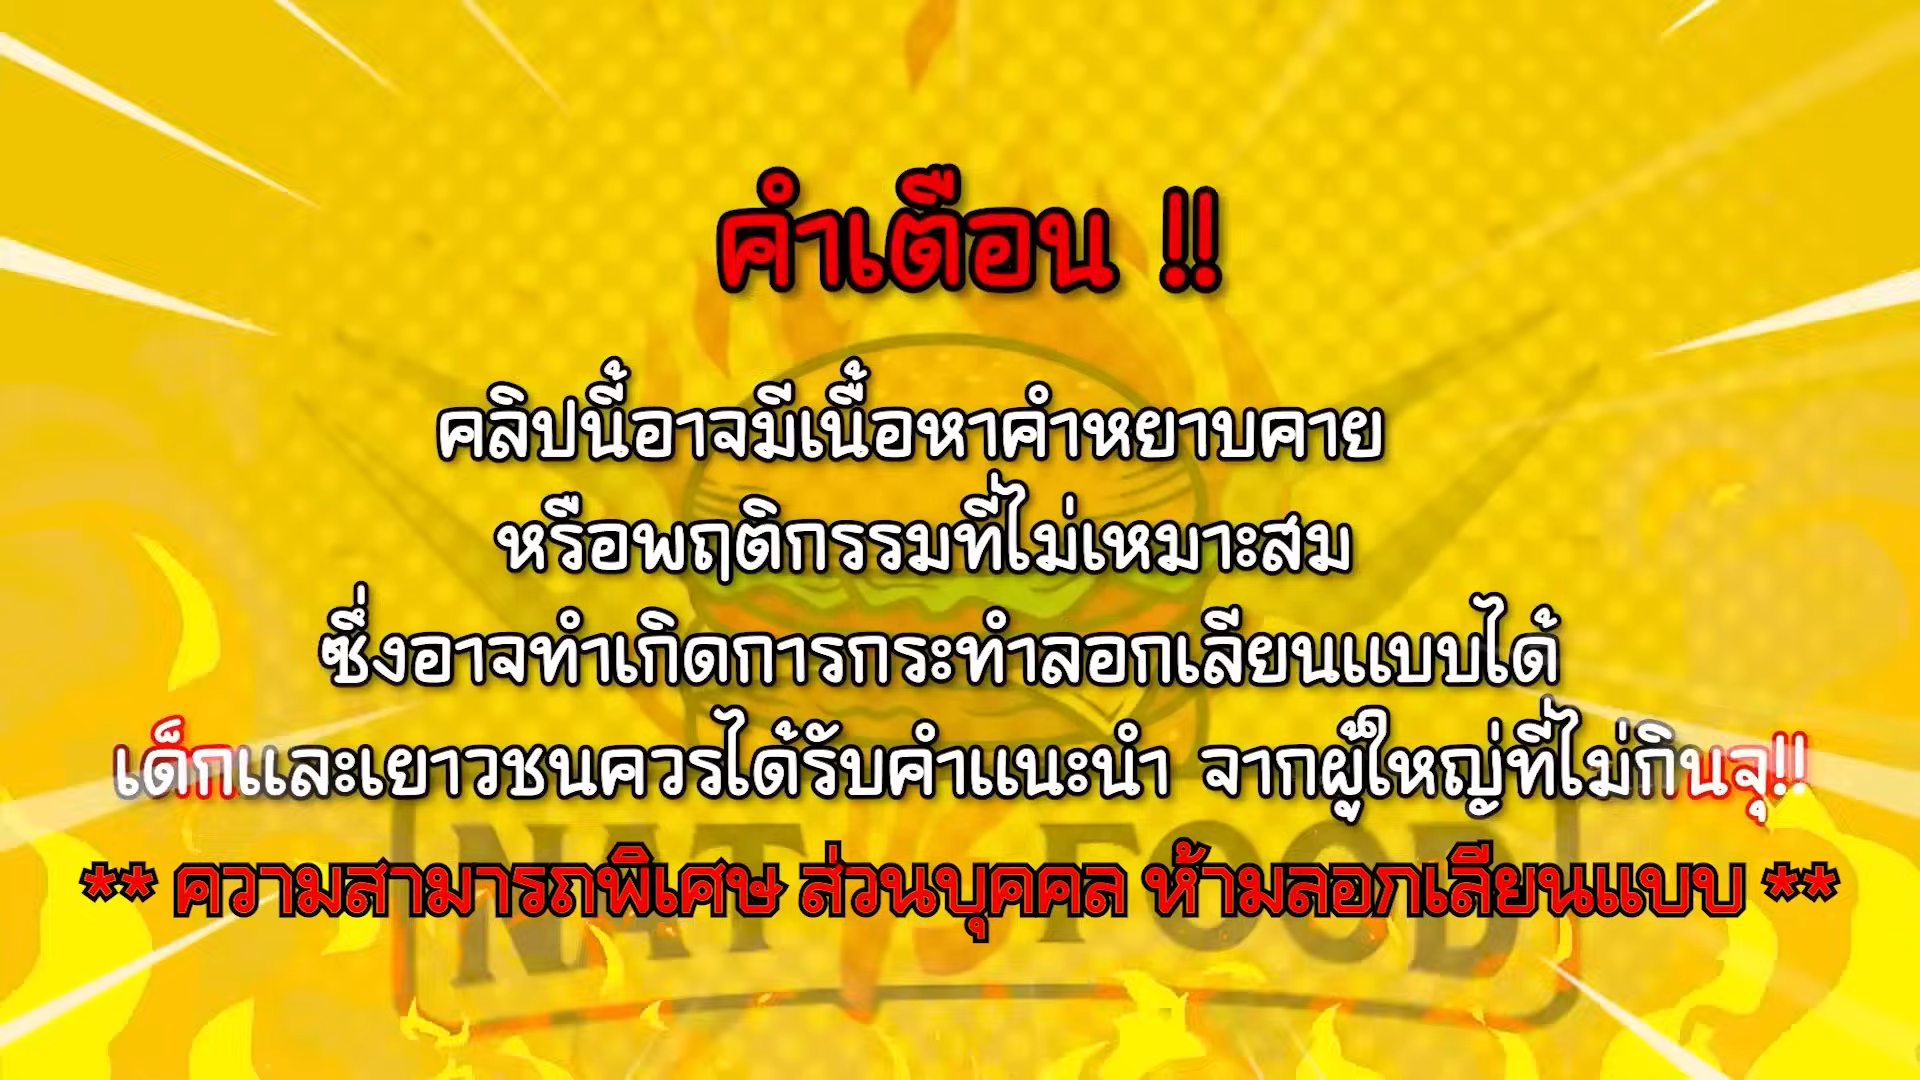 คำเตือน !!
คลิปนี้อาจมีเนื้อหาคำหยาบคาย
หรือพฤติกรรมที่ไม่เหมาะสม
ซึ่งอาจทำเกิดการกระทำลอกเลียนแบบได้
เด็กและเยาวชนควรได้รับคำแนะนำ จากผู้ใหญ่ที่ไม่กินจุ!!
** ความสามารถพิเศษ ส่วนบุคคล ห้ามลอกเลียนแบบ **
NAT VS FOOD